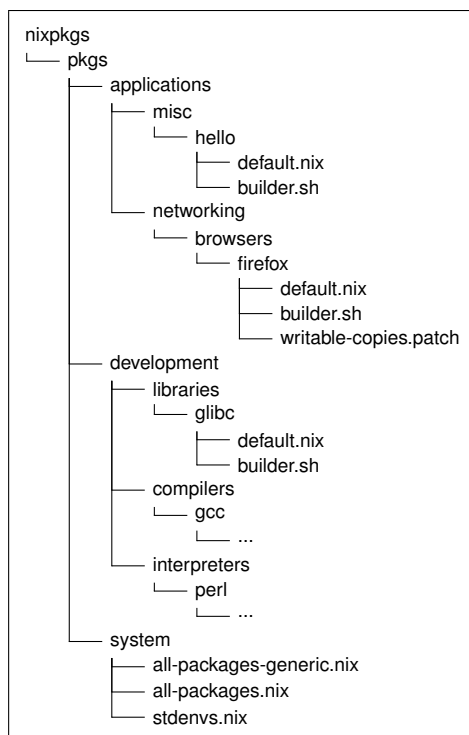 nixpkgs
pkgs
applications
misc
hello
default.nix
builder.sh
networking
browsers
firefox
default.nix
builder.sh
writable-copies.patch
development
libraries
glibc
default.nix
builder.sh
compilers
gcc
...
interpreters
perl
...
system
all-packages-generic.nix
all-packages.nix
stdenvs.nix